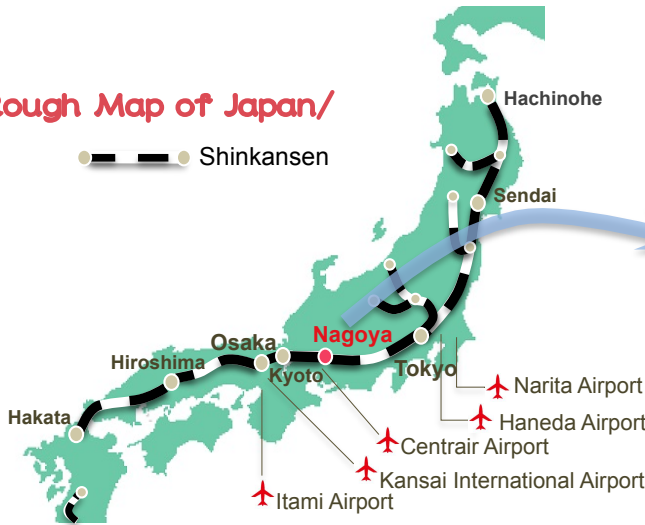 ough Map of Japan/
Shinkansen
Hachinohe
Sendai
Nagoya
Osaka
Hiroshima
Kyoto
Tokyo
Hakata
Narita Airport
Haneda Airport
Centrair Airport
Kansai International Airport
Itami Airport